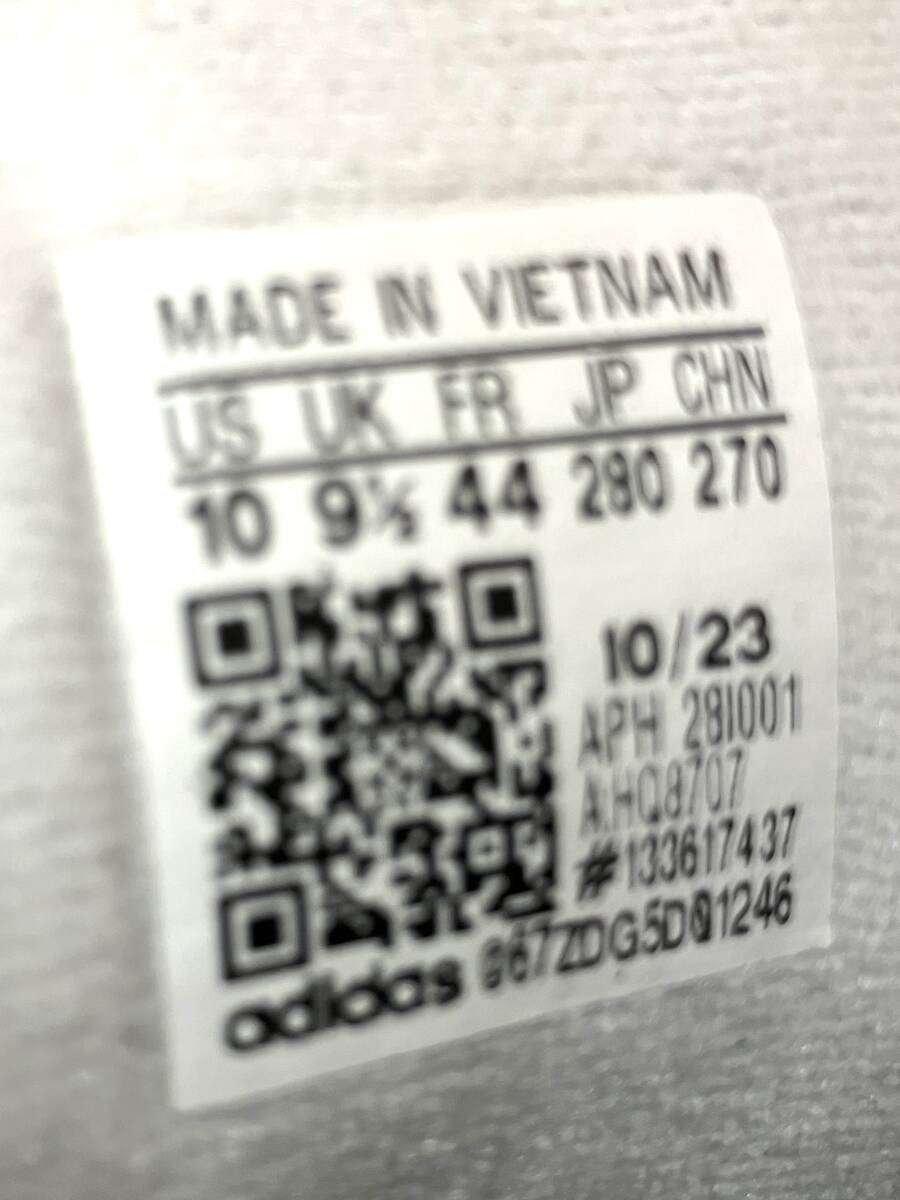 MADE IN VIETNAM
US UK FR JP CHN
10 9½ 44 280 270
10/23
APH 28I001
A:HQ8707
#133617437
adidas